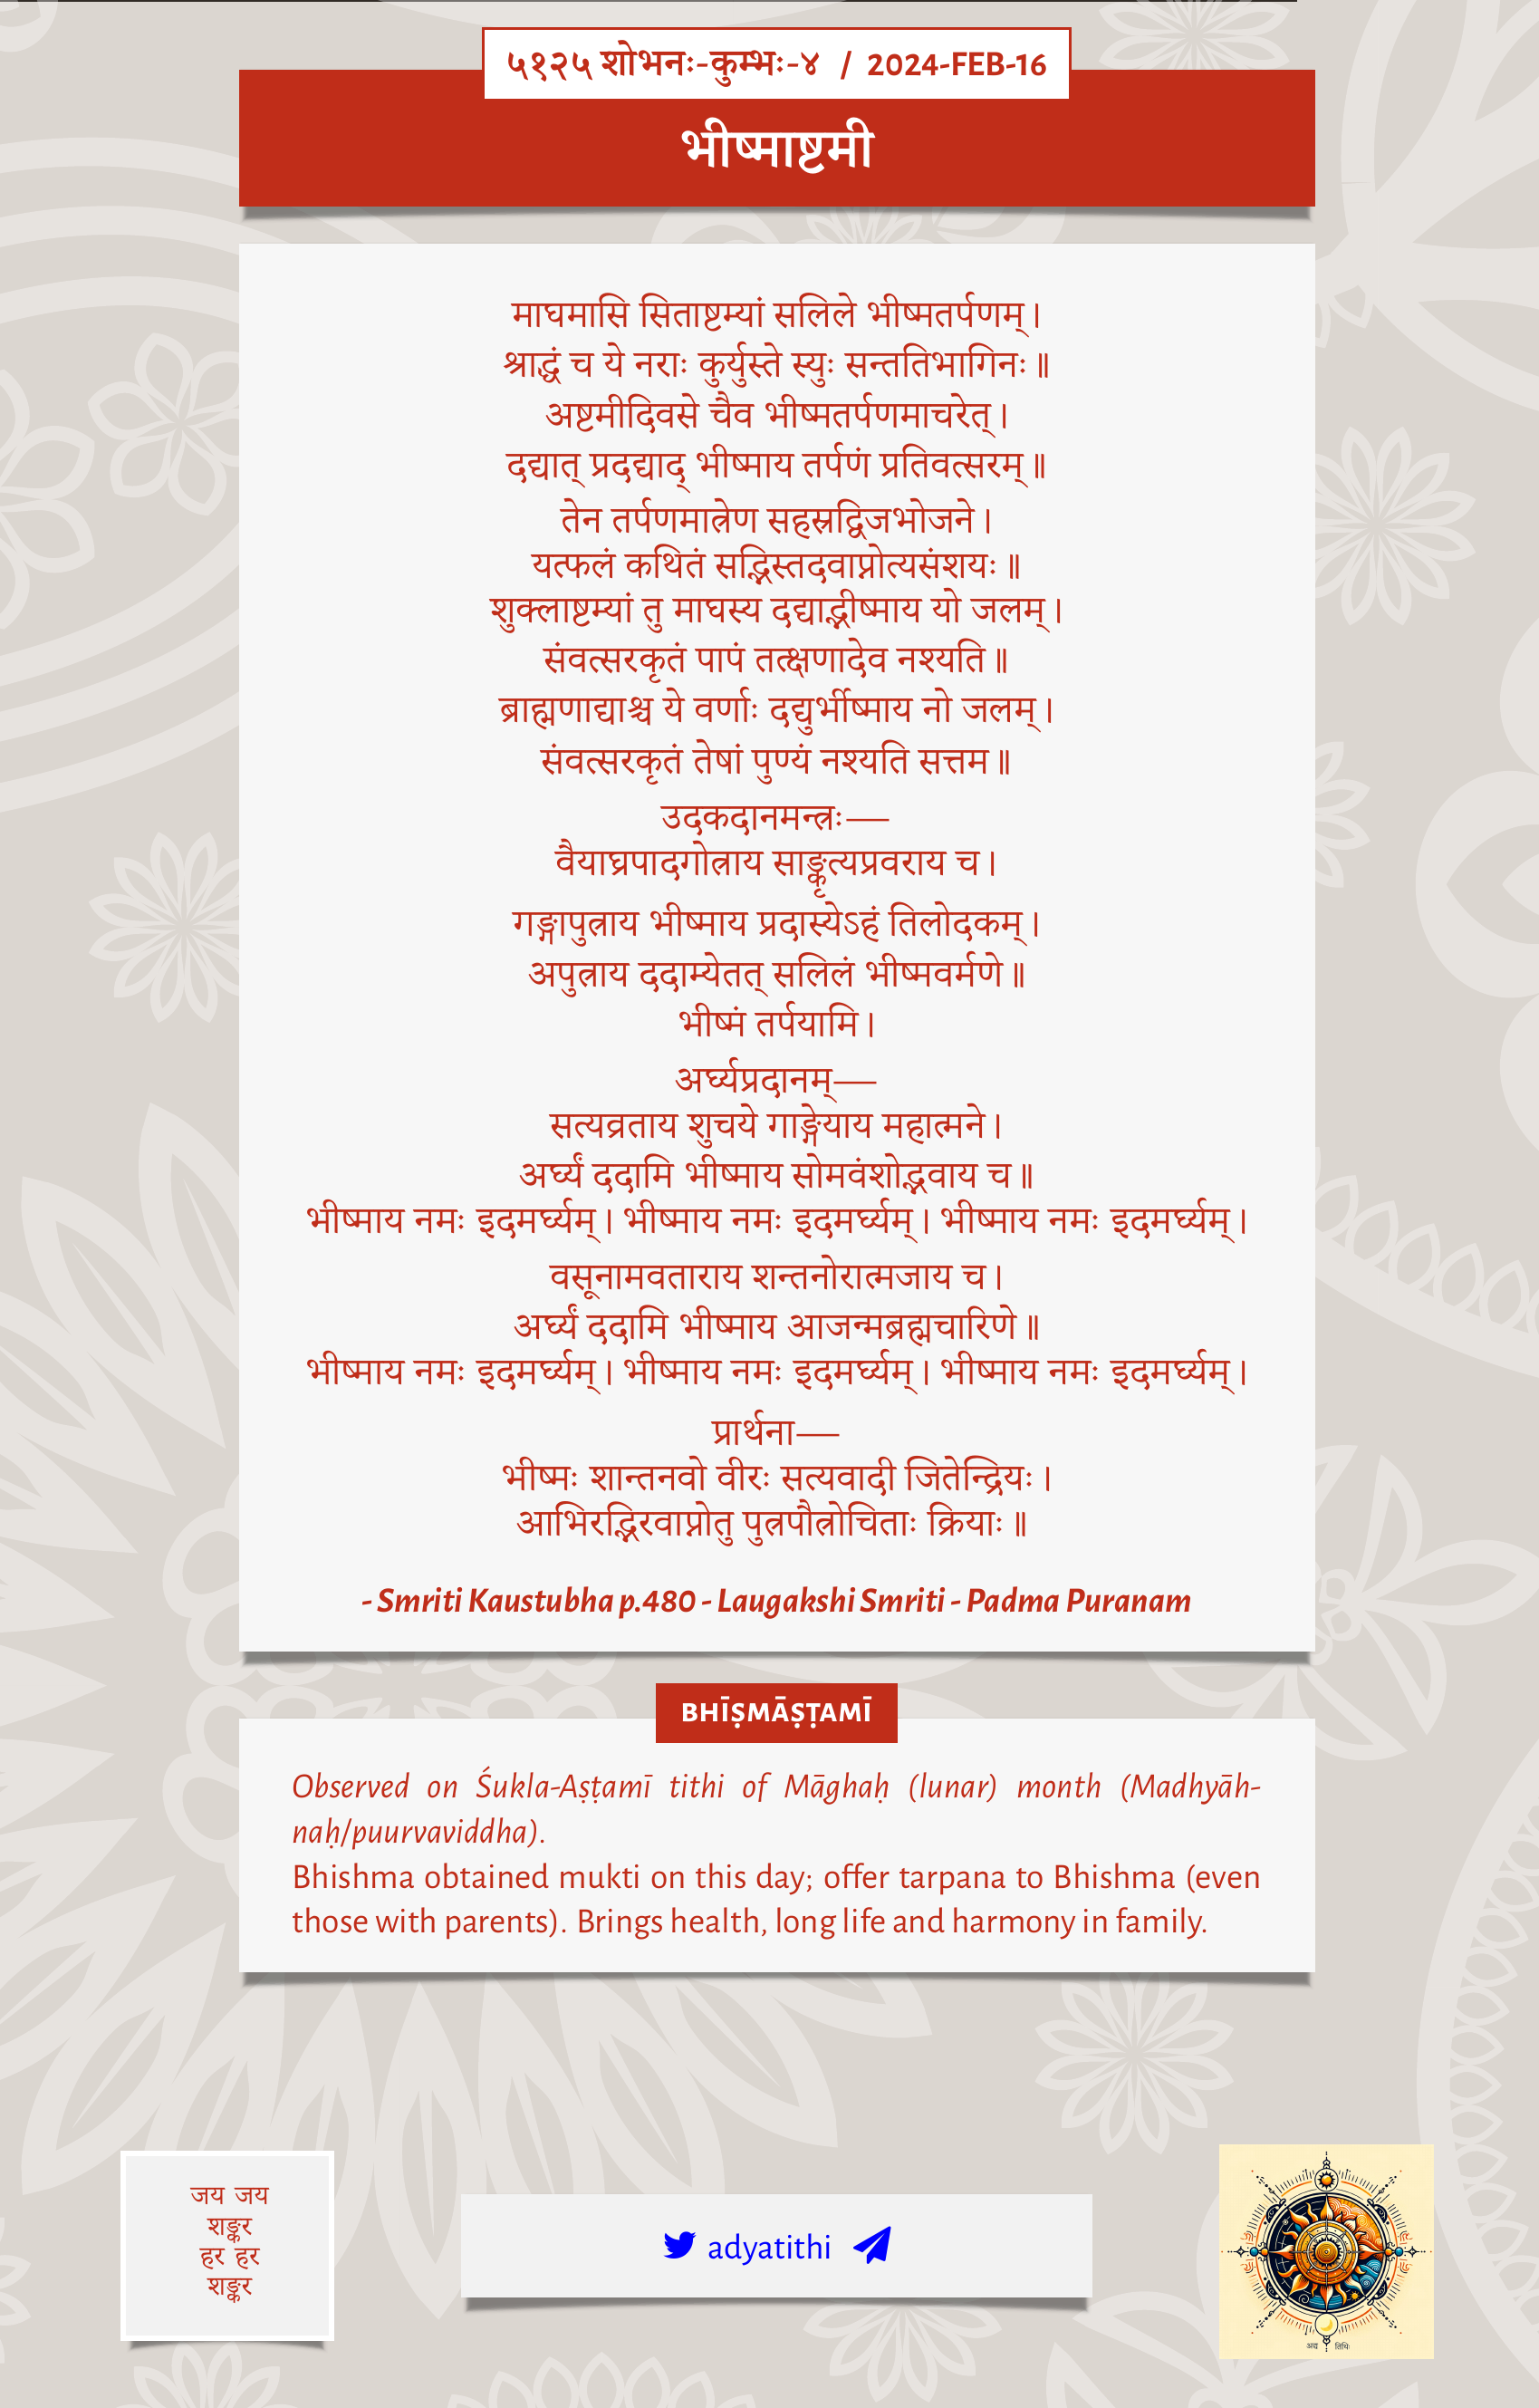 ५१२५ शोभनः-कुम्भः-४ / 2024-FEB-16
भीष्माष्टमी
माघमासि सिताष्टम्यां सलिले भीष्मतर्पणम्।
श्राद्धं च ये नराः कुर्युस्ते स्युः सन्ततिभागिनः॥
अष्टमीदिवसे चैव भीष्मतर्पणमाचरेत्।
दद्यात् प्रदद्याद् भीष्माय तर्पणं प्रतिवत्सरम्॥
तेन तर्पणमात्रेण सहस्रद्विजभोजने।
यत्फलं कथितं सद्भिस्तदवाप्नोत्यसंशयः॥
शुक्लाष्टम्यां तु माघस्य दद्याद्भीष्माय यो जलम्।
संवत्सरकृतं पापं तत्क्षणादेव नश्यति॥
ब्राह्मणाद्याश्च ये वर्णाः दद्युर्भीष्माय नो जलम्।
संवत्सरकृतं तेषां पुण्यं नश्यति सत्तम॥
उदकदानमन्त्रः—
वैयाघ्रपादगोत्राय साङ्कृत्यप्रवराय च।
गङ्गापुत्राय भीष्माय प्रदास्येऽहं तिलोदकम्।
अपुत्राय ददाम्येतत् सलिलं भीष्मवर्मणे॥
भीष्मं तर्पयामि।
अर्घ्यप्रदानम्—
सत्यव्रताय शुचये गाङ्गेयाय महात्मने।
अर्घ्यं ददामि भीष्माय सोमवंशोद्भवाय च॥
भीष्माय नमः इदमर्घ्यम्। भीष्माय नमः इदमर्घ्यम्। भीष्माय नमः इदमर्घ्यम्।
वसूनामवताराय शन्तनोरात्मजाय च।
अर्घ्यं ददामि भीष्माय आजन्मब्रह्मचारिणे॥
भीष्माय नमः इदमर्घ्यम्। भीष्माय नमः इदमर्घ्यम्। भीष्माय नमः इदमर्घ्यम्।
प्रार्थना—
भीष्मः शान्तनवो वीरः सत्यवादी जितेन्द्रियः।
आभिरद्भिरवाप्नोतु पुत्रपौत्रोचिताः क्रियाः॥
- Smriti Kaustubha p.480 - Laugakshi Smriti - Padma Puranam
BHĪṢMĀṢṬAMĪ
Observed on Śukla-Aṣṭamī tithi of Māghaḥ (lunar) month (Madhyāh-
naḥ/puurvaviddha).
Bhishma obtained mukti on this day; offer tarpana to Bhishma (even
those with parents). Brings health, long life and harmony in family.
जय जय
शङ्कर
हर हर
शङ्कर
adyatithi
अद्य तिथिः